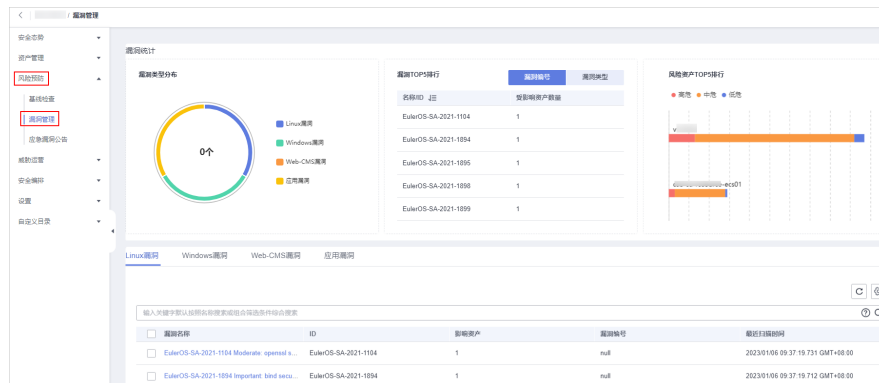 / 漏洞管理
安全态势
资产管理
风险预防
基线检查
漏洞管理
应急漏洞公告
威胁运营
安全编排
设置
自定义目录
漏洞统计
漏洞类型分布
0个
Linux漏洞
Windows漏洞
Web-CMS漏洞
应用漏洞
漏洞TOP5排行
漏洞编号 漏洞类型
名称/ID 受影响资产数量
EulerOS-SA-2021-1104 1
EulerOS-SA-2021-1894 1
EulerOS-SA-2021-1895 1
EulerOS-SA-2021-1898 1
EulerOS-SA-2021-1899 1
风险资产TOP5排行
高危 中危 低危
v
-ecs01
Linux漏洞 Windows漏洞 Web-CMS漏洞 应用漏洞
输入关键字默认按照名称搜索或组合筛选条件综合搜索
漏洞名称 ID 影响资产 漏洞编号 最近扫描时间
EulerOS-SA-2021-1104 Moderate: openssl s... EulerOS-SA-2021-1104 1 null 2023/01/06 09:37:19.731 GMT+08:00
EulerOS-SA-2021-1894 Important: bind secu... EulerOS-SA-2021-1894 1 null 2023/01/06 09:37:19.712 GMT+08:00